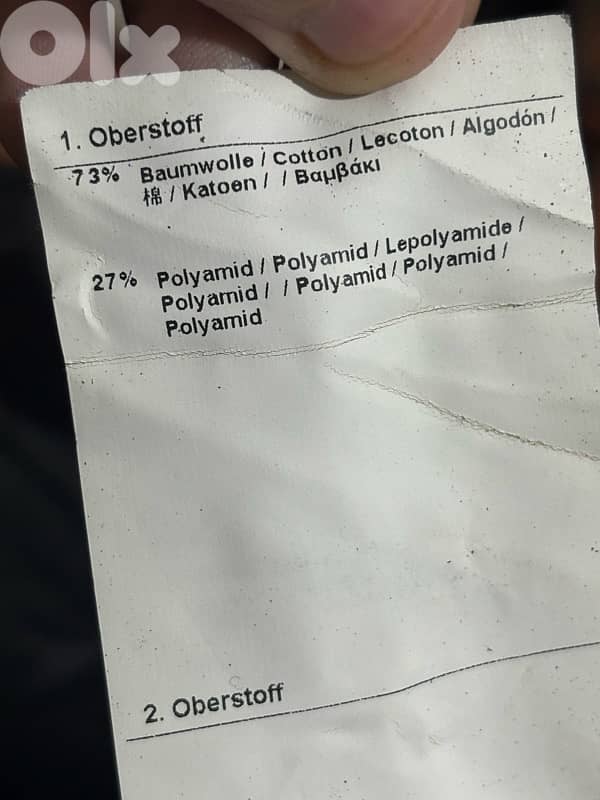 olx
1. Oberstoff
73% Baumwolle / Cotton / Lecoton / Algodón /
棉 / Katoen / / Βαμβάκι
27% Polyamid / Polyamid / Lepolyamide /
Polyamid / / Polyamid / Polyamid /
Polyamid
2. Oberstoff